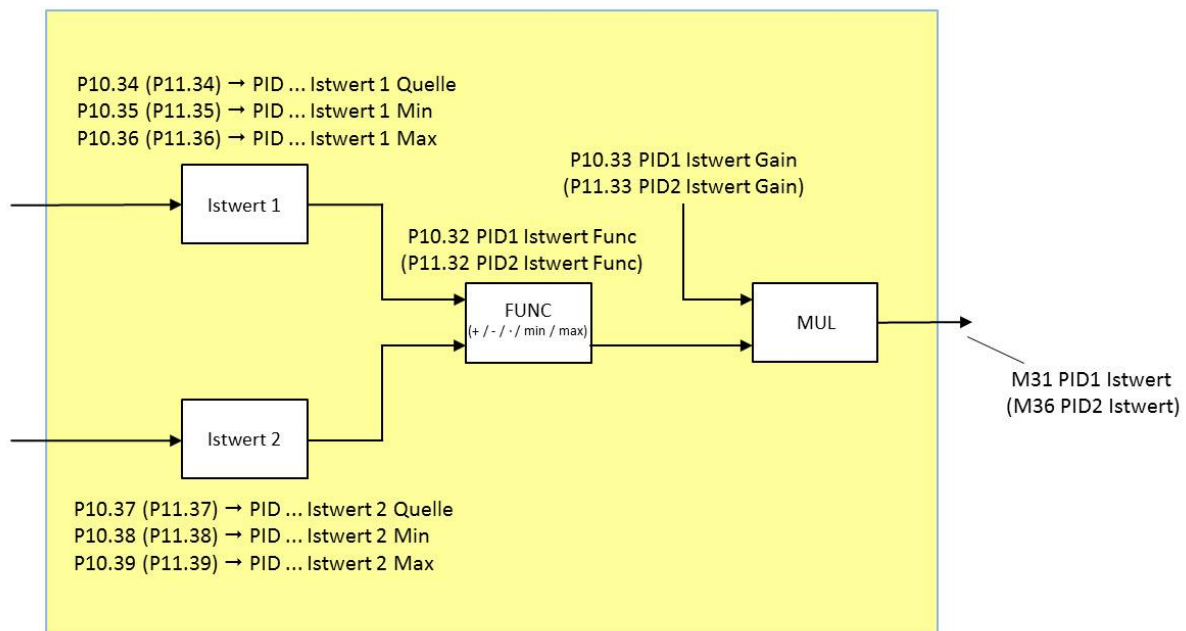 P10.34 (P11.34) → PID ... Istwert 1 Quelle
P10.35 (P11.35) → PID ... Istwert 1 Min
P10.36 (P11.36) → PID ... Istwert 1 Max
P10.33 PID1 Istwert Gain
(P11.33 PID2 Istwert Gain)
Istwert 1
P10.32 PID1 Istwert Func
(P11.32 PID2 Istwert Func)
FUNC
(+ / - / · / min / max)
MUL
M31 PID1 Istwert
(M36 PID2 Istwert)
Istwert 2
P10.37 (P11.37) → PID ... Istwert 2 Quelle
P10.38 (P11.38) → PID ... Istwert 2 Min
P10.39 (P11.39) → PID ... Istwert 2 Max